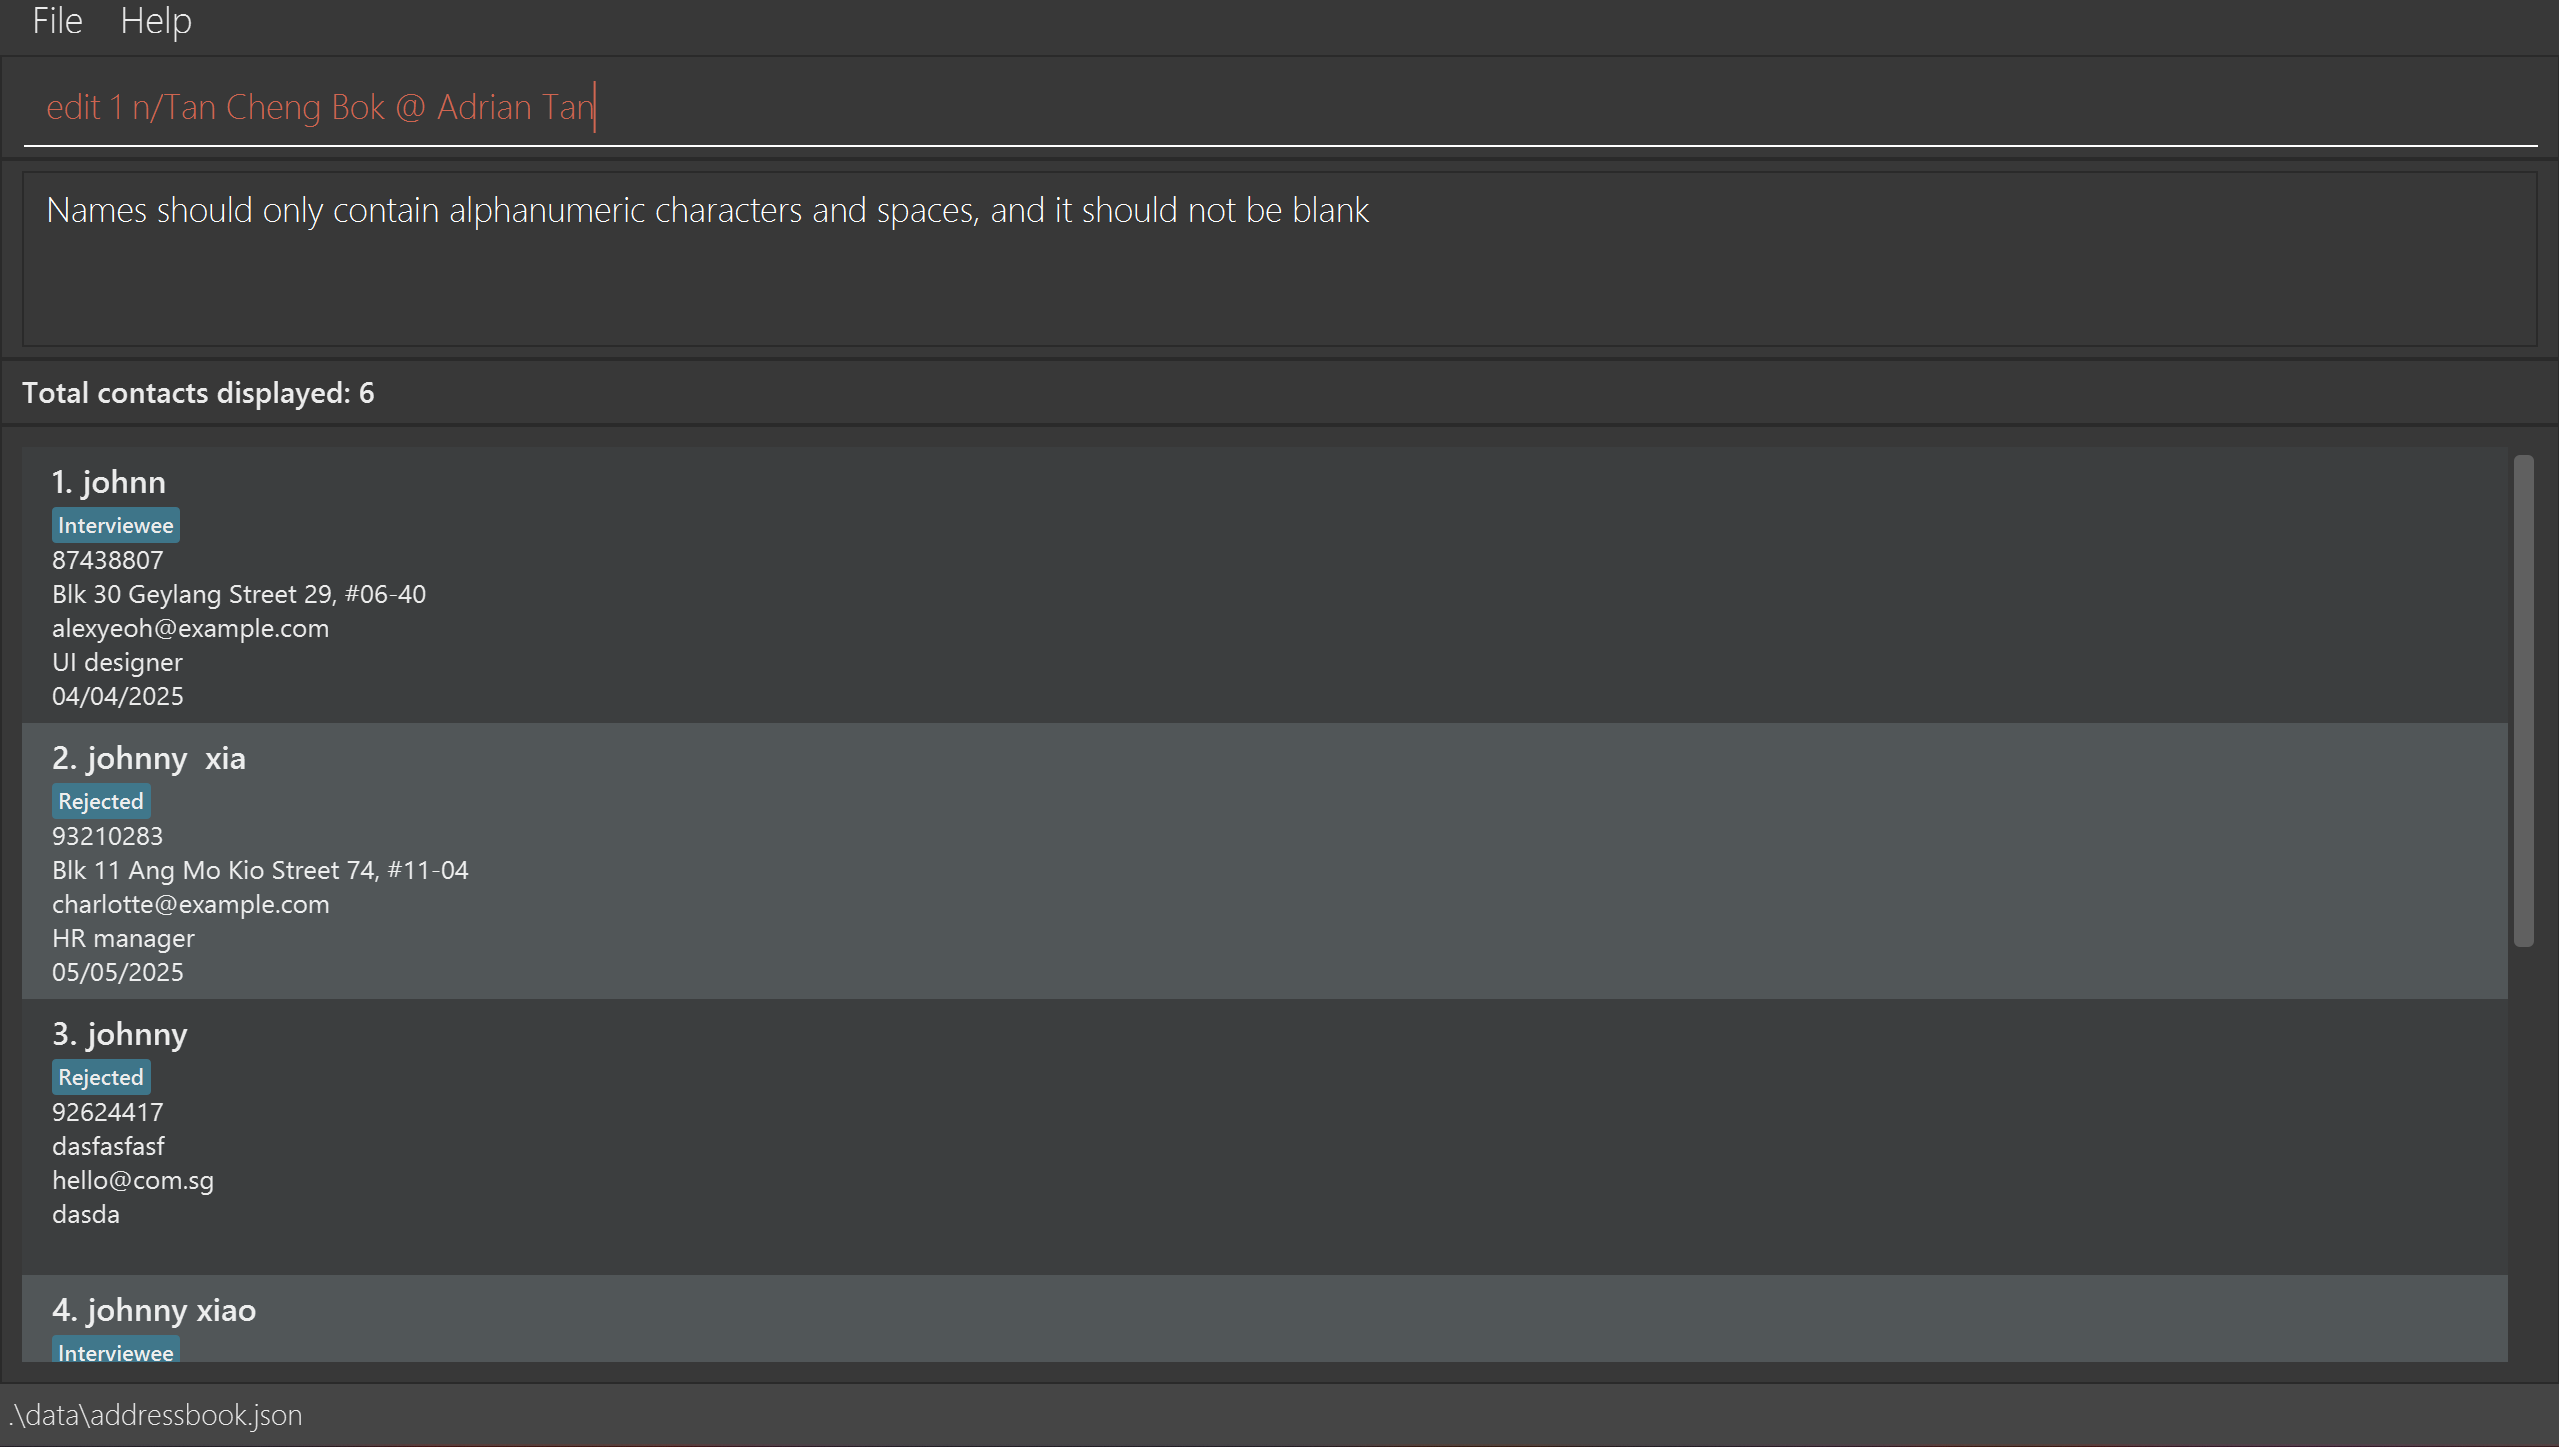 File Help
edit 1 n/Tan Cheng Bok @ Adrian Tan
Names should only contain alphanumeric characters and spaces, and it should not be blank
Total contacts displayed: 6
1. johnn
Interviewee
87438807
Blk 30 Geylang Street 29, #06-40
alexyeoh@example.com
UI designer
04/04/2025
2. johnny  xia
Rejected
93210283
Blk 11 Ang Mo Kio Street 74, #11-04
charlotte@example.com
HR manager
05/05/2025
3. johnny
Rejected
92624417
dasfasfasf
hello@com.sg
dasda
4. johnny xiao
Interviewee
.\data\addressbook.json